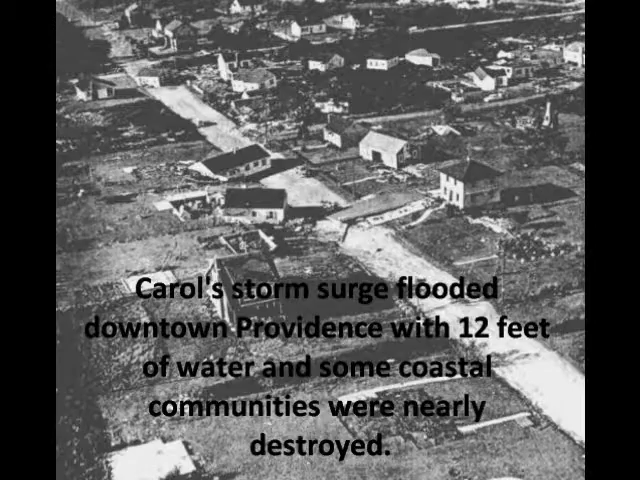 Carol's storm surge flooded
downtown Providence with 12 feet
of water and some coastal
communities were nearly
destroyed.